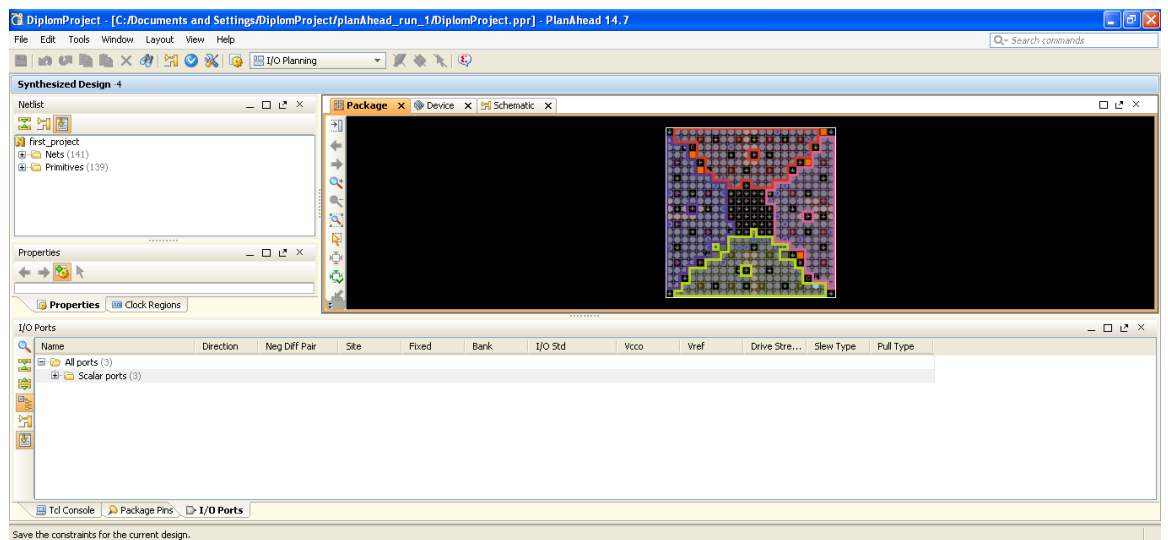 DiplomProject - [C:/Documents and Settings/DiplomProject/planAhead_run_1/DiplomProject.ppr] - PlanAhead 14.7
File Edit Tools Window Layout View Help
Search commands
I/O Planning
Synthesized Design -4
Netlist
first_project
Nets (141)
Primitives (139)
Properties
Properties Clock Regions
Package Device Schematic
I/O Ports
Name Direction Neg Diff Pair Site Fixed Bank I/O Std Vcco Vref Drive Stre... Slew Type Pull Type
All ports (3)
Scalar ports (3)
Tcl Console Package Pins I/O Ports
Save the constraints for the current design.